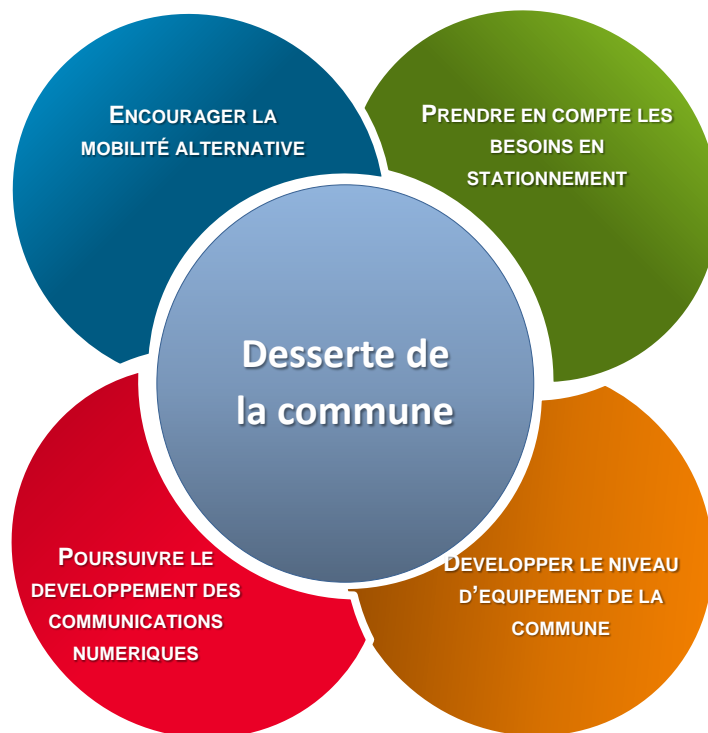 ENCOURAGER LA
MOBILITÉ ALTERNATIVE
PRENDRE EN COMPTE LES
BESOINS EN
STATIONNEMENT
Desserte de
la commune
POURSUIVRE LE
DEVELOPPEMENT DES
COMMUNICATIONS
NUMERIQUES
DEVELOPPER LE NIVEAU
D’EQUIPEMENT DE LA
COMMUNE